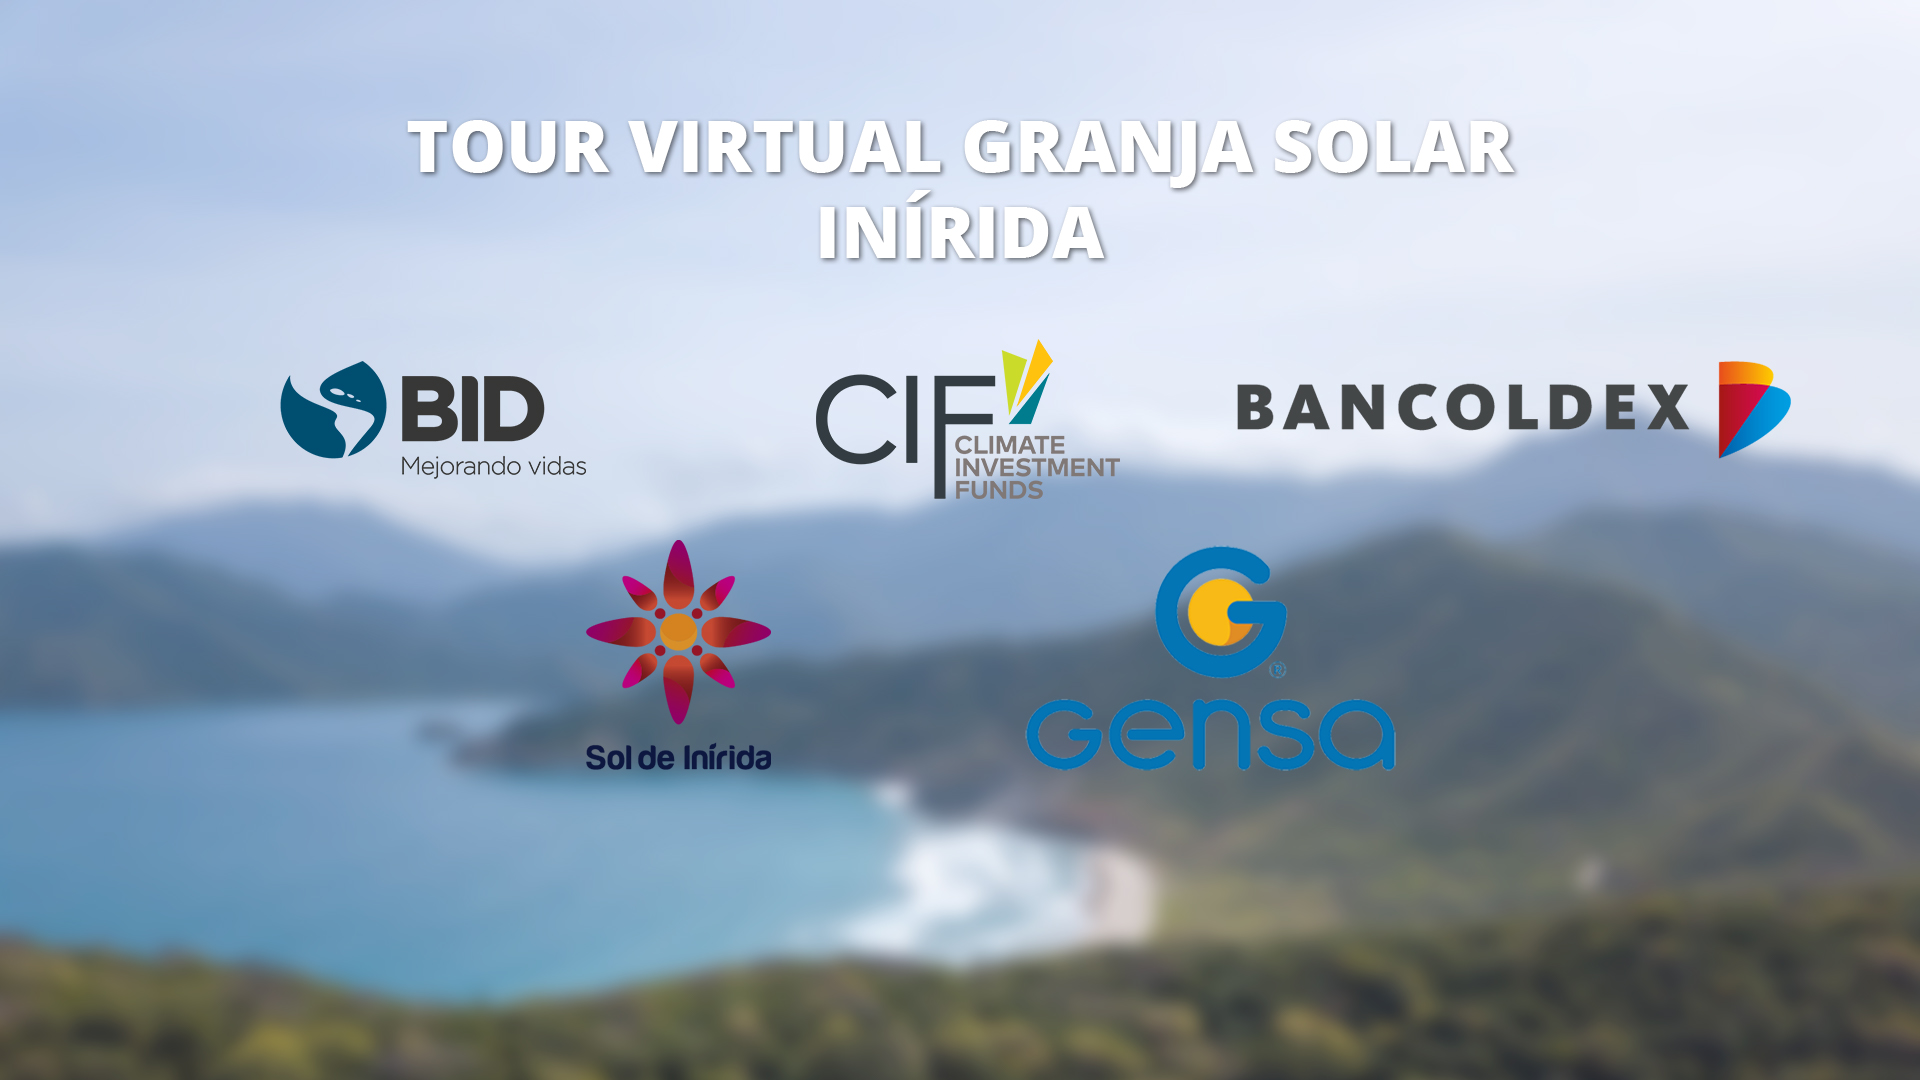 TOUR VIRTUAL GRANJA SOLAR
INÍRIDA
BID
Mejorando vidas
CIF
CLIMATE
INVESTMENT
FUNDS
BANCOLDEX
Sol de Inírida
G
®
Gensa